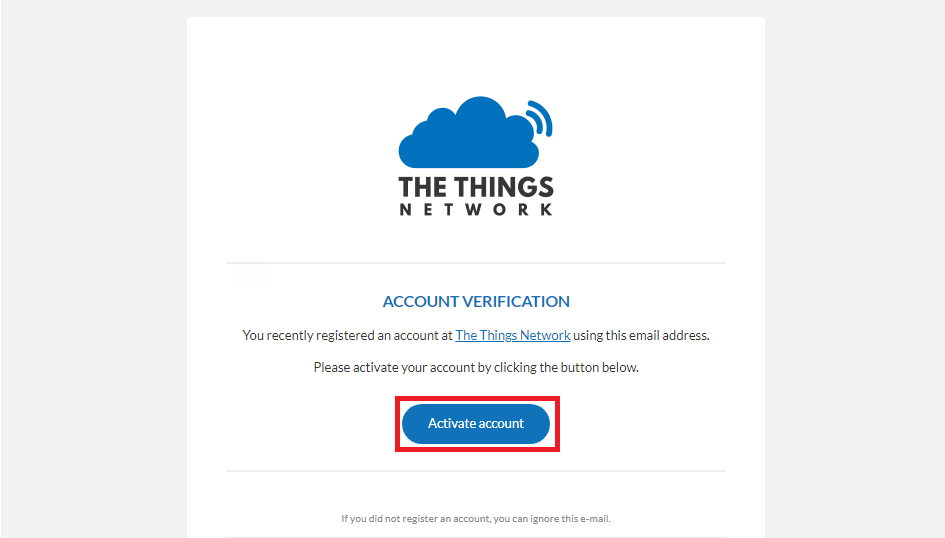 THE THINGS
NETWORK
ACCOUNT VERIFICATION
You recently registered an account at The Things Network using this email address.
Please activate your account by clicking the button below.
Activate account
If you did not register an account, you can ignore this e-mail.